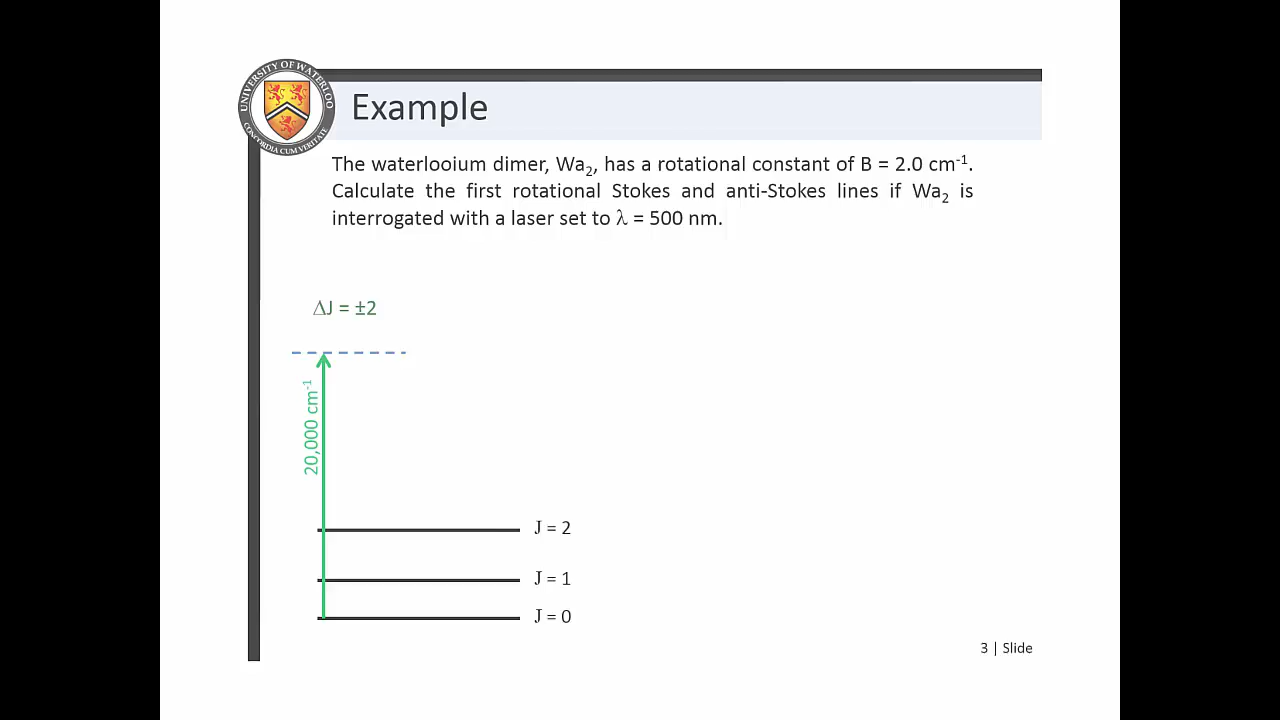 UNIVERSITY OF WATERLOO
CONCORDIA CUM VERITATE
Example
The waterlooium dimer, Wa₂, has a rotational constant of B = 2.0 cm⁻¹.
Calculate the first rotational Stokes and anti-Stokes lines if Wa₂ is
interrogated with a laser set to λ = 500 nm.
ΔJ = ±2
20,000 cm⁻¹
J = 2
J = 1
J = 0
3 | Slide